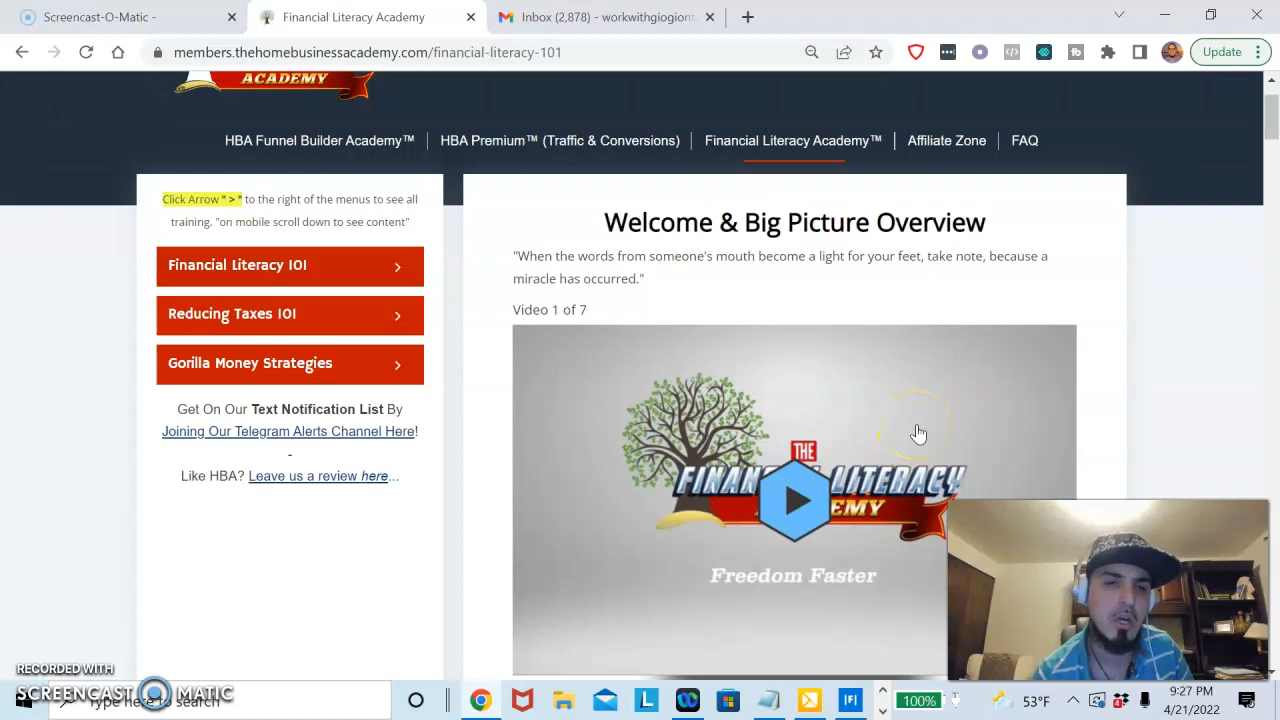 Screencast-O-Matic -
Financial Literacy Academy
Inbox (2,878) - workwithgiogiont
members.thehomebusinessacademy.com/financial-literacy-101
Update
ACADEMY
HBA Funnel Builder Academy™
HBA Premium™ (Traffic & Conversions)
Financial Literacy Academy™
Affiliate Zone
FAQ
Click Arrow " > " to the right of the menus to see all
training. "on mobile scroll down to see content"
Financial Literacy 101
Reducing Taxes 101
Gorilla Money Strategies
Get On Our Text Notification List By
Joining Our Telegram Alerts Channel Here!
-
Like HBA? Leave us a review here...
Welcome & Big Picture Overview
"When the words from someone's mouth become a light for your feet, take note, because a
miracle has occurred."
Video 1 of 7
THE
LITERACY
Freedom Faster
RECORDED WITH
SCREENCAST MATIC
Type here to search
100%
53°F
9:27 PM
4/21/2022